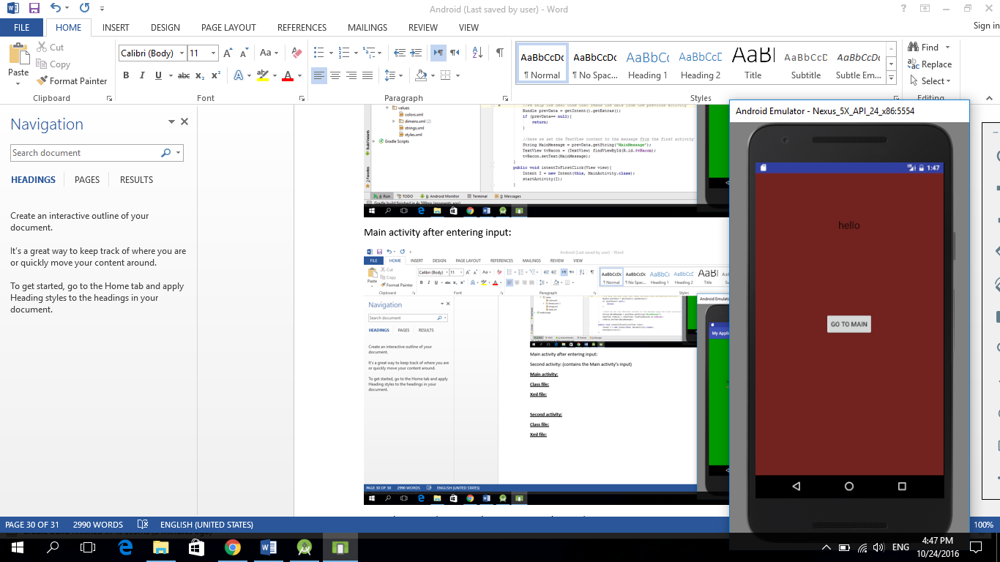 Android (Last saved by user) - Word
FILE HOME INSERT DESIGN PAGE LAYOUT REFERENCES MAILINGS REVIEW VIEW Sign in
Paste
Cut
Copy
Format Painter
Clipboard
Calibri (Body) 11
Font
Paragraph
AaBbCcDc AaBbCcDc AaBbCc AaBbCcD AaBl AaBbCcD AaBbCcDc
¶ Normal ¶ No Spac... Heading 1 Heading 2 Title Subtitle Subtle Em...
Styles
Find
Replace
Select
Editing
Navigation
Search document
HEADINGS PAGES RESULTS
Create an interactive outline of your
document.
It's a great way to keep track of where you are
or quickly move your content around.
To get started, go to the Home tab and apply
Heading styles to the headings in your
document.
values
colors.xml
dimens.xml (2)
strings.xml
styles.xml
Gradle Scripts
//we skip the next code that reads the data from the previous activity
Bundle prevData = getIntent().getExtras();
if (prevData== null){
return;
}
//here we set the TextView content to the message from the first activity
String MainMessage = prevData.getString("MainMessage");
TextView tvBacon = (TextView) findViewById(R.id.tvBacon);
tvBacon.setText(MainMessage);
}
public void intentToFirstClick(View view){
Intent I = new Intent(this, MainActivity.class);
startActivity(I);
}
4: Run TODO 6: Android Monitor Terminal 0: Messages
Gradle build finished in 4s 599ms (moments ago)
Main activity after entering input:
Android (Last saved by user) - Word
FILE HOME INSERT DESIGN PAGE LAYOUT REFERENCES MAILINGS REVIEW VIEW
Paste
Cut
Copy
Format Painter
Clipboard
Calibri (Body) 11
Font
Paragraph
AaBbCcDc AaBbCcDc AaBbCc AaBbCcD AaBl AaBbCcD
¶ Normal ¶ No Spac... Heading 1 Heading 2 Title
Styles
Navigation
Search document
HEADINGS PAGES RESULTS
Create an interactive outline of your
document.
It's a great way to keep track of where you are
or quickly move your content around.
To get started, go to the Home tab and apply
Heading styles to the headings in your
document.
Android Emulato
My Applic
Main activity after entering input:
Second activity: (contains the Main activity's input)
Main activity:
Class file:
Xml file:
Second activity:
Class file:
Xml file:
PAGE 30 OF 30 2990 WORDS ENGLISH (UNITED STATES)
Android Emulator - Nexus_5X_API_24_x86:5554
1:47
hello
GO TO MAIN
PAGE 30 OF 31 2990 WORDS ENGLISH (UNITED STATES) 100%
4:47 PM
ENG
10/24/2016